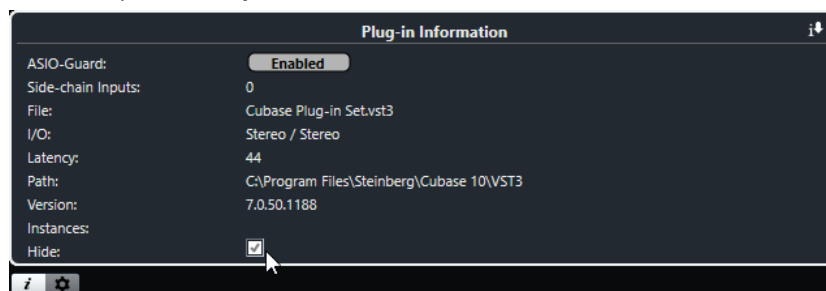 Plug-in Information
i
ASIO-Guard: Enabled
Side-chain Inputs: 0
File: Cubase Plug-in Set.vst3
I/O: Stereo / Stereo
Latency: 44
Path: C:\Program Files\Steinberg\Cubase 10\VST3
Version: 7.0.50.1188
Instances:
Hide:
i